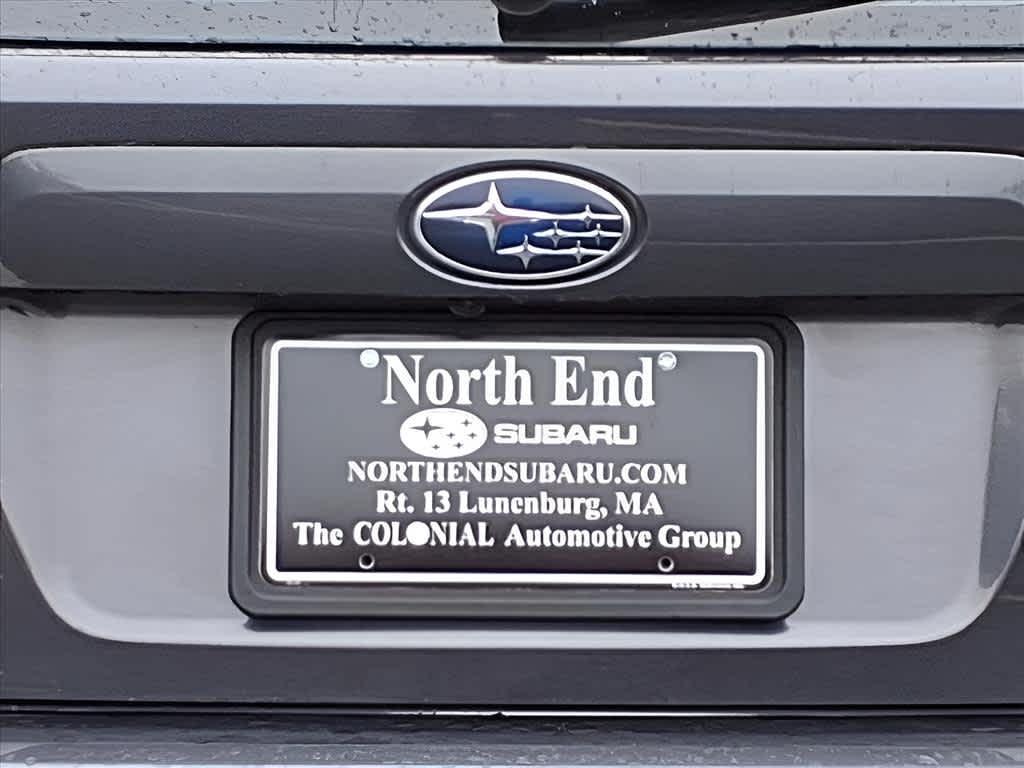 North End
SUBARU
NORTHENDSUBARU.COM
Rt. 13 Lunenburg, MA
The COLONIAL Automotive Group